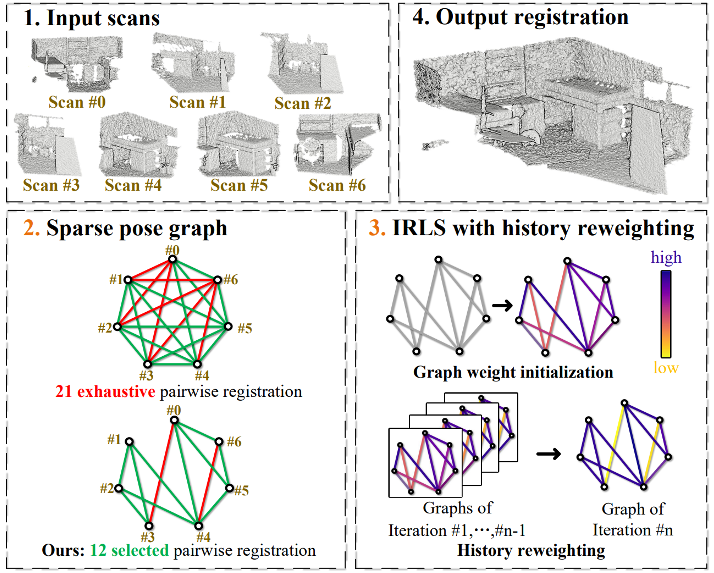 1. Input scans
Scan #0
Scan #1
Scan #2
Scan #3
Scan #4
Scan #5
Scan #6
4. Output registration
2. Sparse pose graph
#0
#1
#6
#2
#5
#3
#4
21 exhaustive pairwise registration
#0
#1
#6
#2
#5
#3
#4
Ours: 12 selected pairwise registration
3. IRLS with history reweighting
high
low
Graph weight initialization
Graphs of
Iteration #1,⋯,#n-1
Graph of
Iteration #n
History reweighting